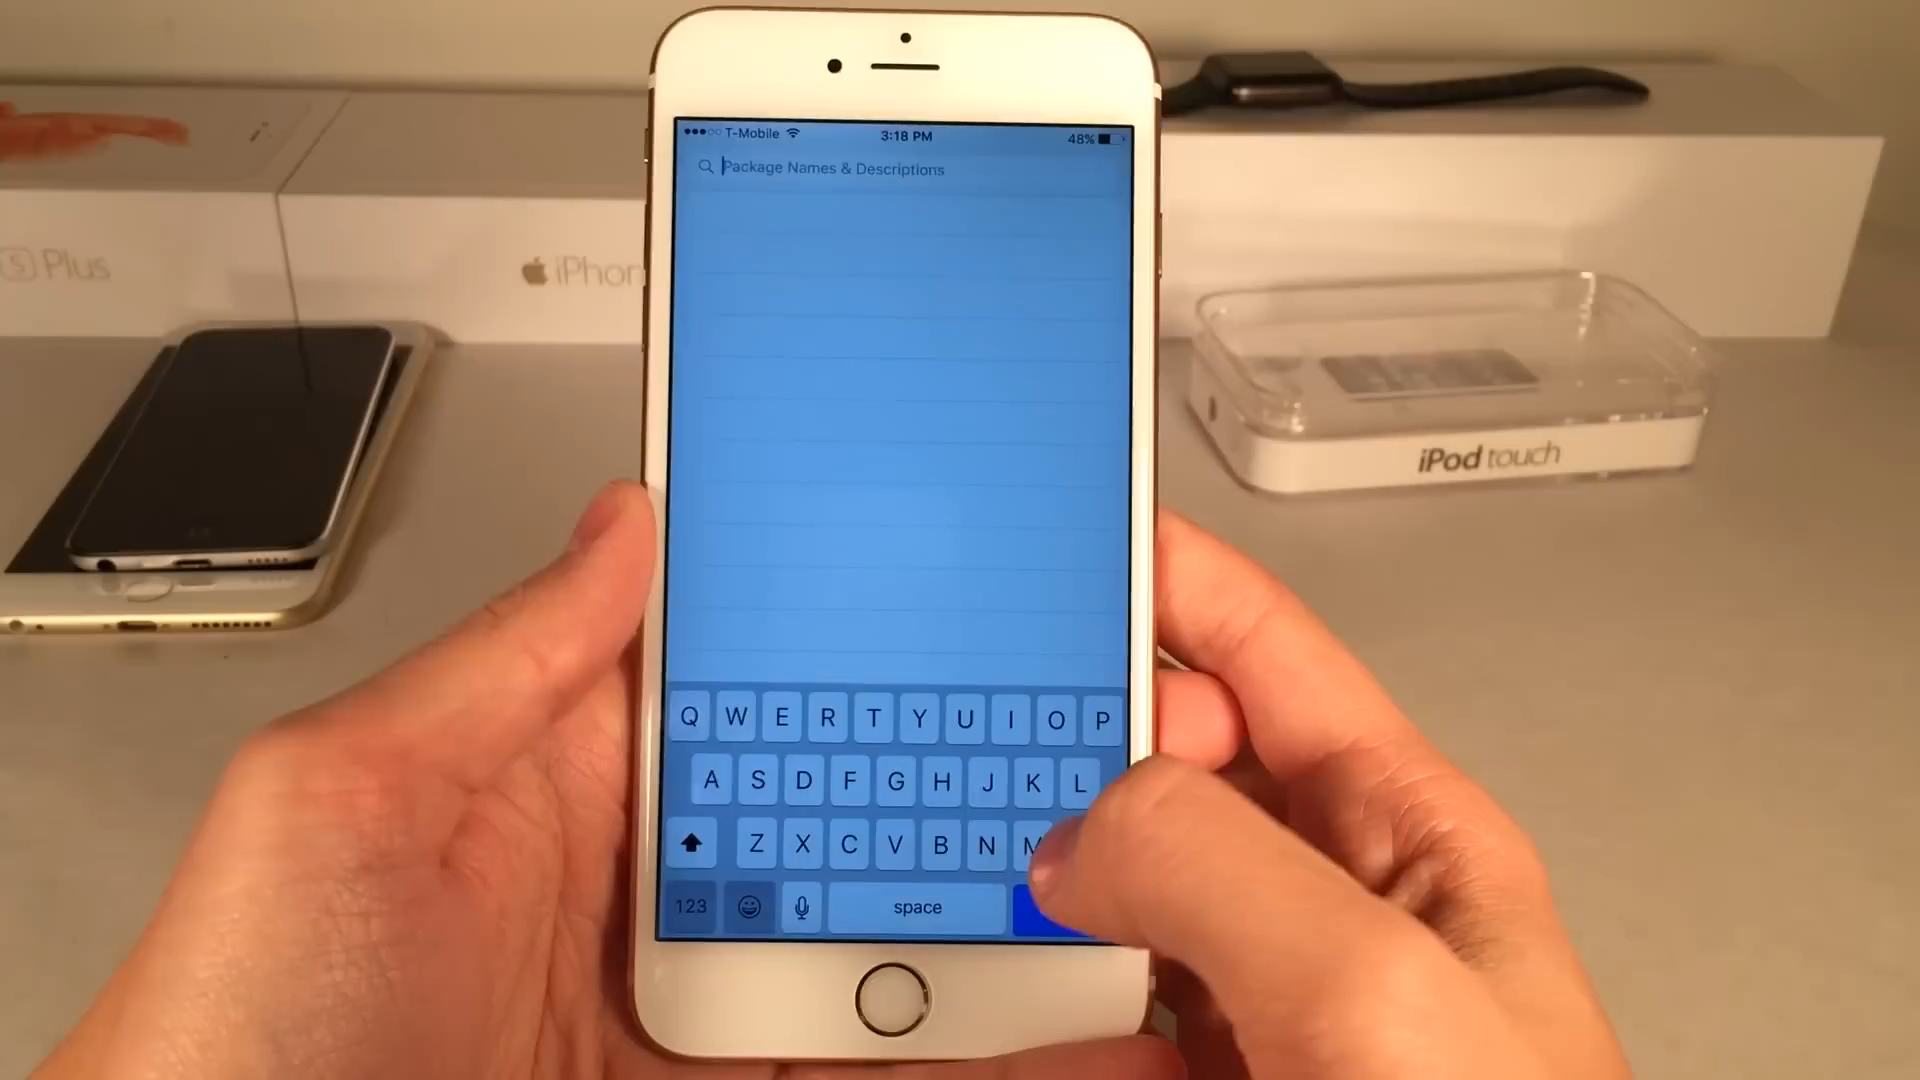 T-Mobile 3:18 PM 48%
Package Names & Descriptions
S Plus
iPhon
iPod touch
Q W E R T Y U I O P
A S D F G H J K L
Z X C V B N M
123 space